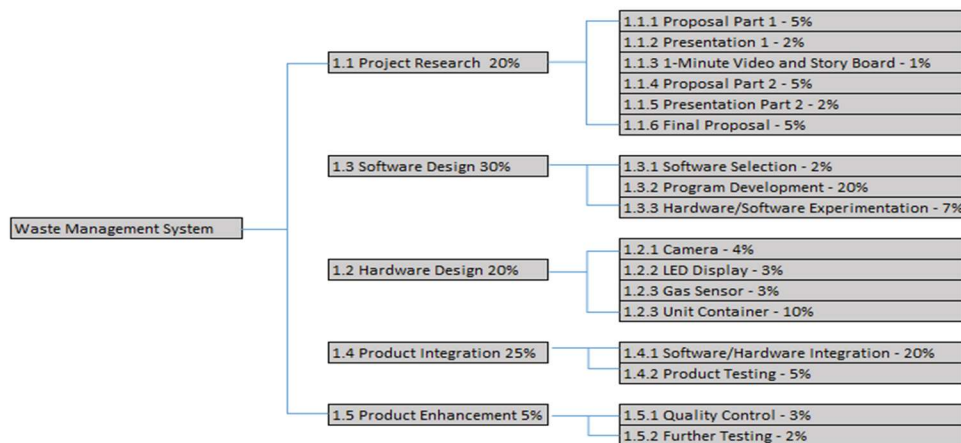 Waste Management System
1.1 Project Research 20%
1.1.1 Proposal Part 1 - 5%
1.1.2 Presentation 1 - 2%
1.1.3 1-Minute Video and Story Board - 1%
1.1.4 Proposal Part 2 - 5%
1.1.5 Presentation Part 2 - 2%
1.1.6 Final Proposal - 5%
1.3 Software Design 30%
1.3.1 Software Selection - 2%
1.3.2 Program Development - 20%
1.3.3 Hardware/Software Experimentation - 7%
1.2 Hardware Design 20%
1.2.1 Camera - 4%
1.2.2 LED Display - 3%
1.2.3 Gas Sensor - 3%
1.2.3 Unit Container - 10%
1.4 Product Integration 25%
1.4.1 Software/Hardware Integration - 20%
1.4.2 Product Testing - 5%
1.5 Product Enhancement 5%
1.5.1 Quality Control - 3%
1.5.2 Further Testing - 2%